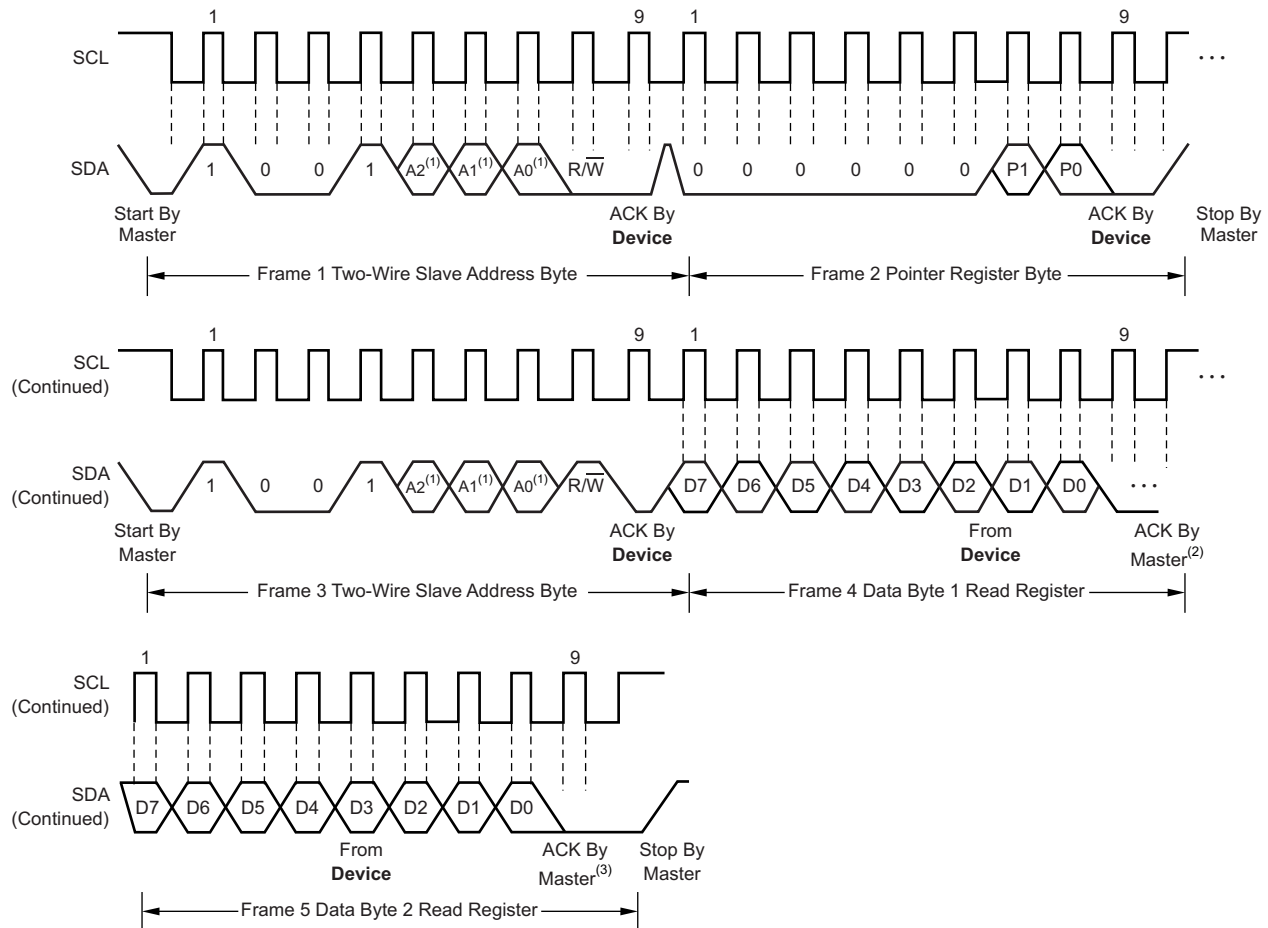 1 9 1 9
SCL
...
SDA
1 0 0 1 A2(1) A1(1) A0(1) R/W 0 0 0 0 0 0 P1 P0
Start By
Master
ACK By
Device
ACK By
Device
Stop By
Master
Frame 1 Two-Wire Slave Address Byte
Frame 2 Pointer Register Byte
1 9 1 9
SCL
(Continued)
...
SDA
(Continued)
1 0 0 1 A2(1) A1(1) A0(1) R/W D7 D6 D5 D4 D3 D2 D1 D0 ...
Start By
Master
ACK By
Device
From
Device
ACK By
Master(2)
Frame 3 Two-Wire Slave Address Byte
Frame 4 Data Byte 1 Read Register
1 9
SCL
(Continued)
SDA
(Continued)
D7 D6 D5 D4 D3 D2 D1 D0
From
Device
ACK By
Master(3)
Stop By
Master
Frame 5 Data Byte 2 Read Register